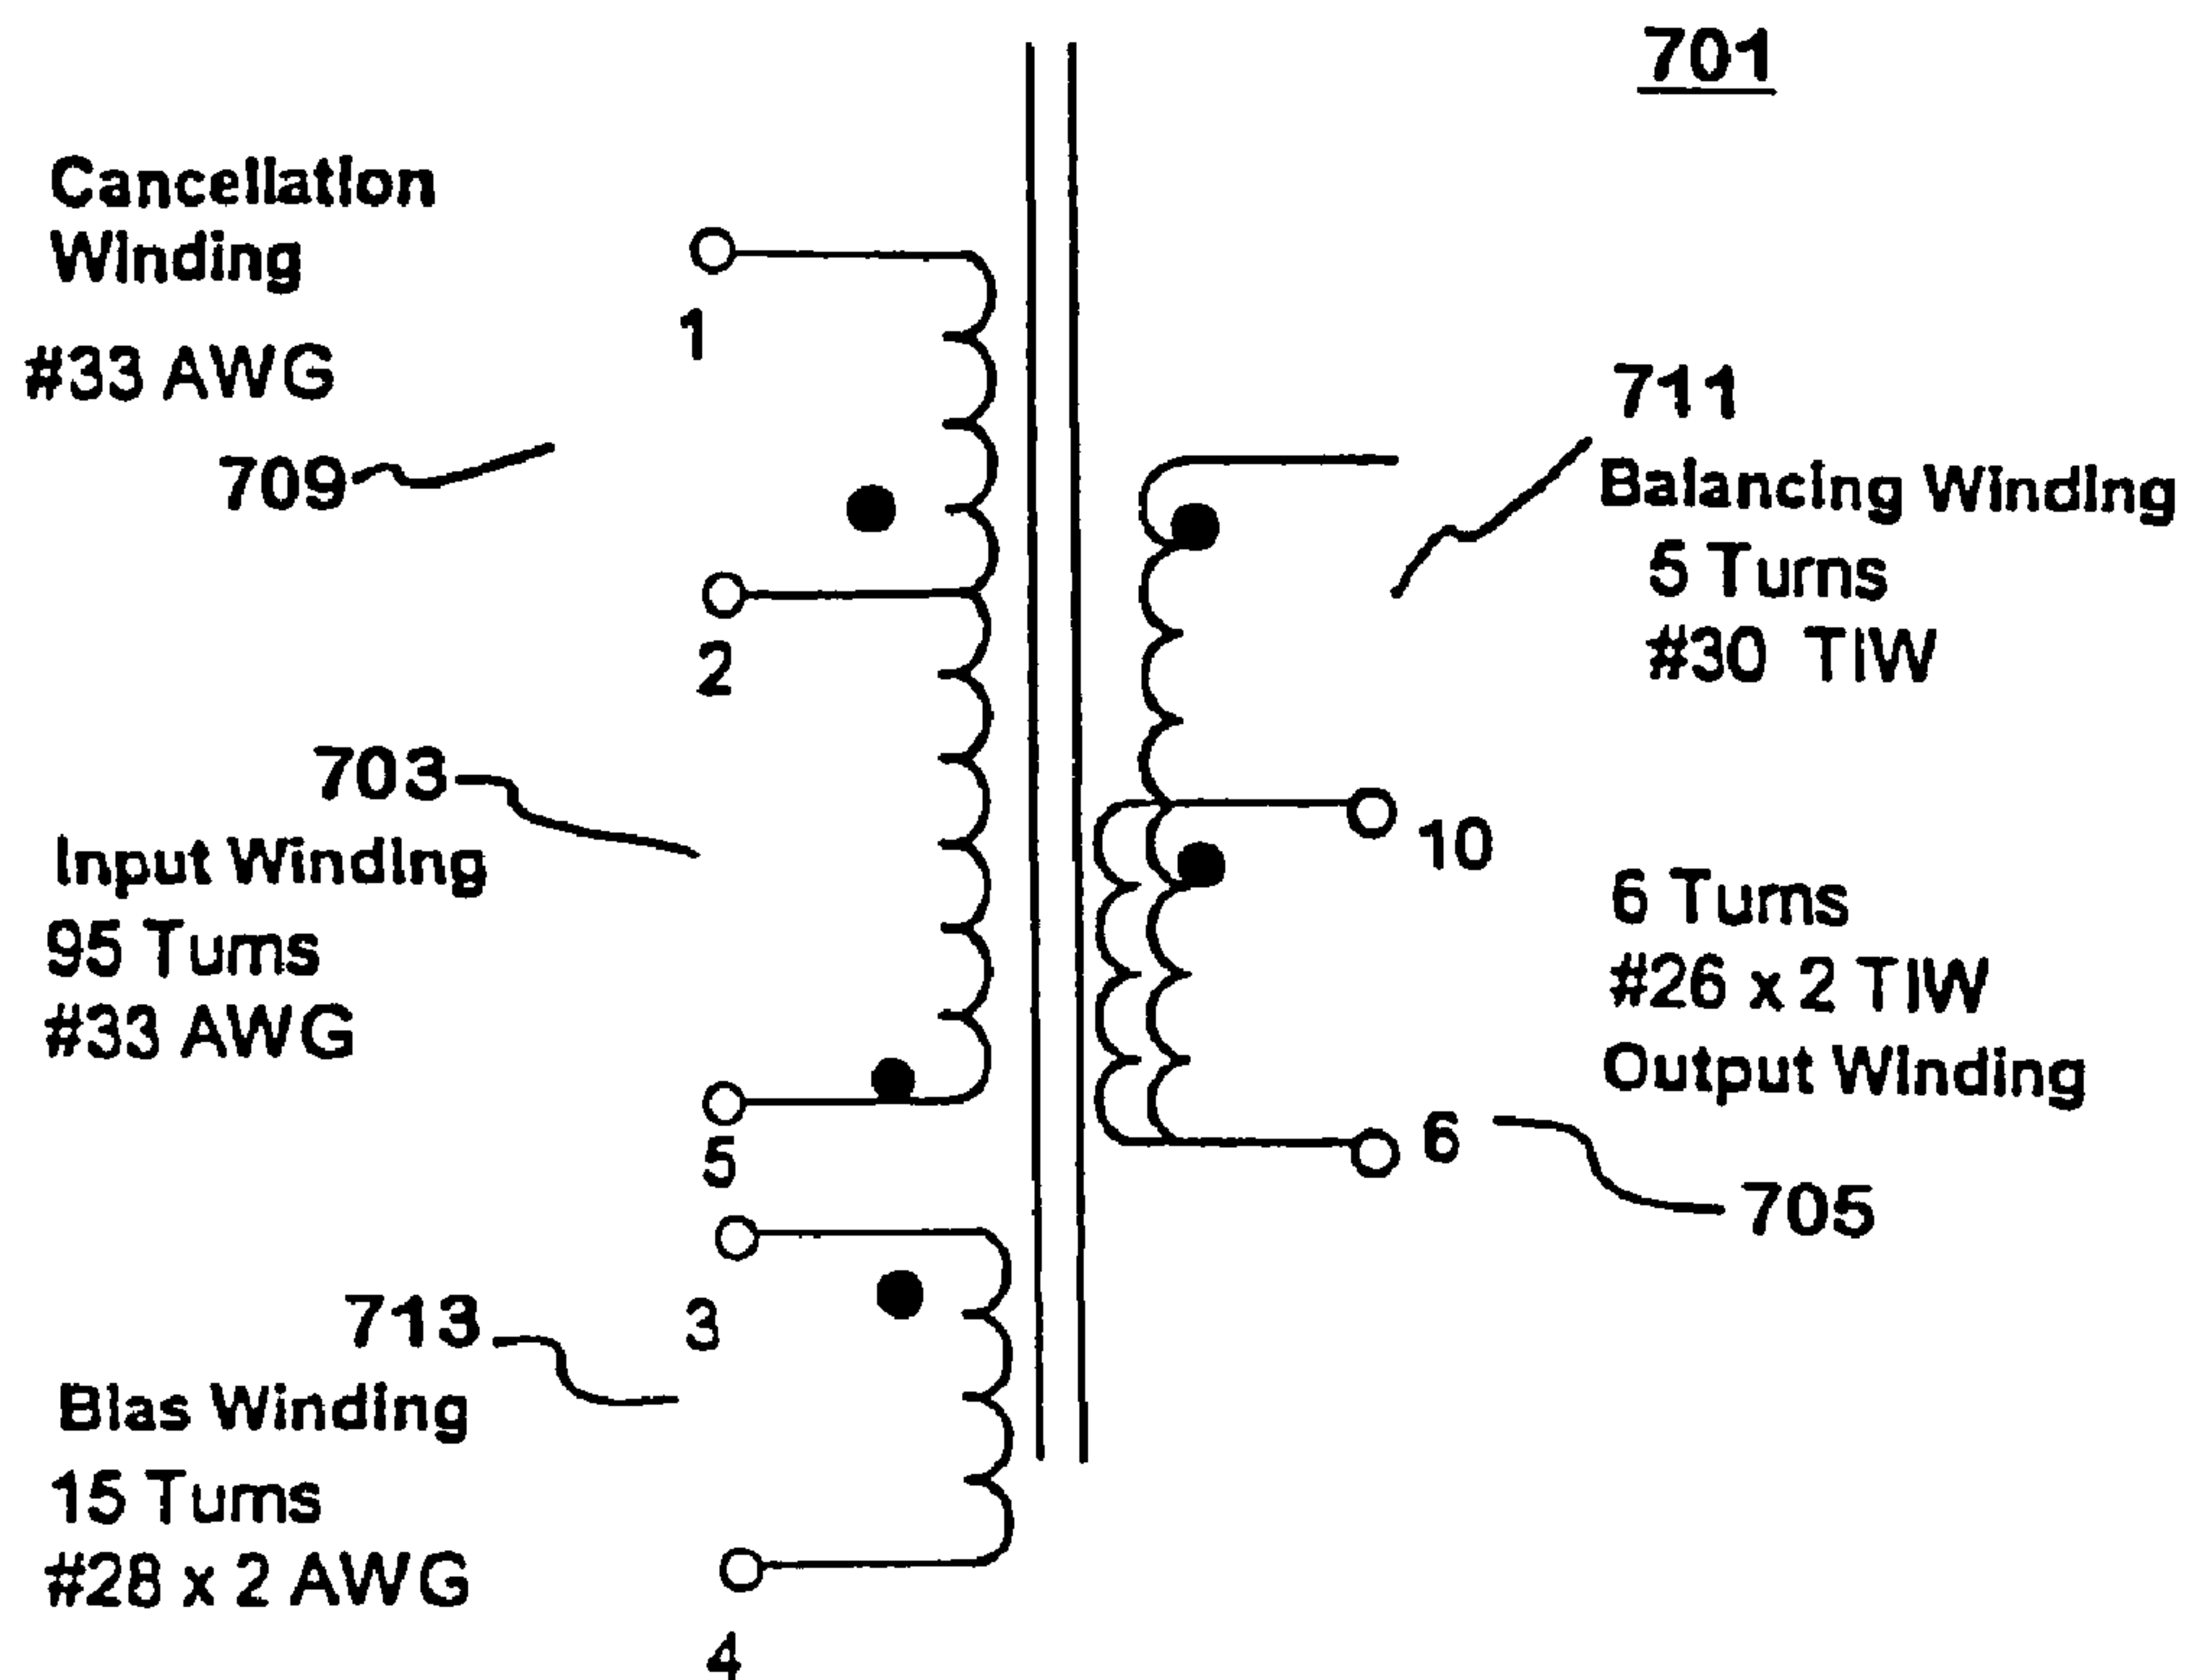 701
Cancellation
Winding
#33 AWG
709
1
2
703
Input Winding
95 Turns
#33 AWG
5
3
713
Bias Winding
15 Turns
#28 x 2 AWG
4
711
Balancing Winding
5 Turns
#30 TIW
10
6 Turns
#26 x 2 TIW
Output Winding
6
705